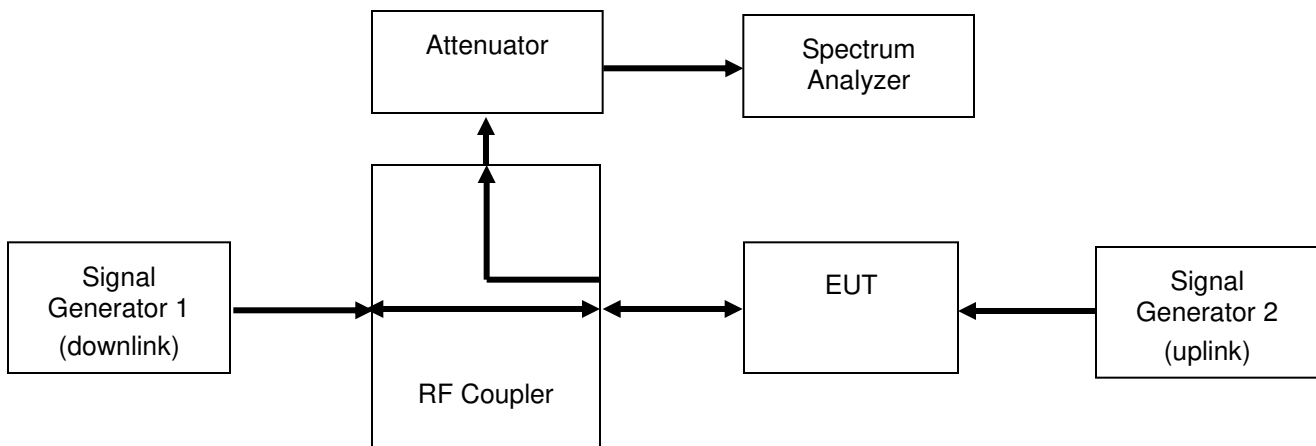 Attenuator
Spectrum
Analyzer
Signal
Generator 1
(downlink)
EUT
Signal
Generator 2
(uplink)
RF Coupler